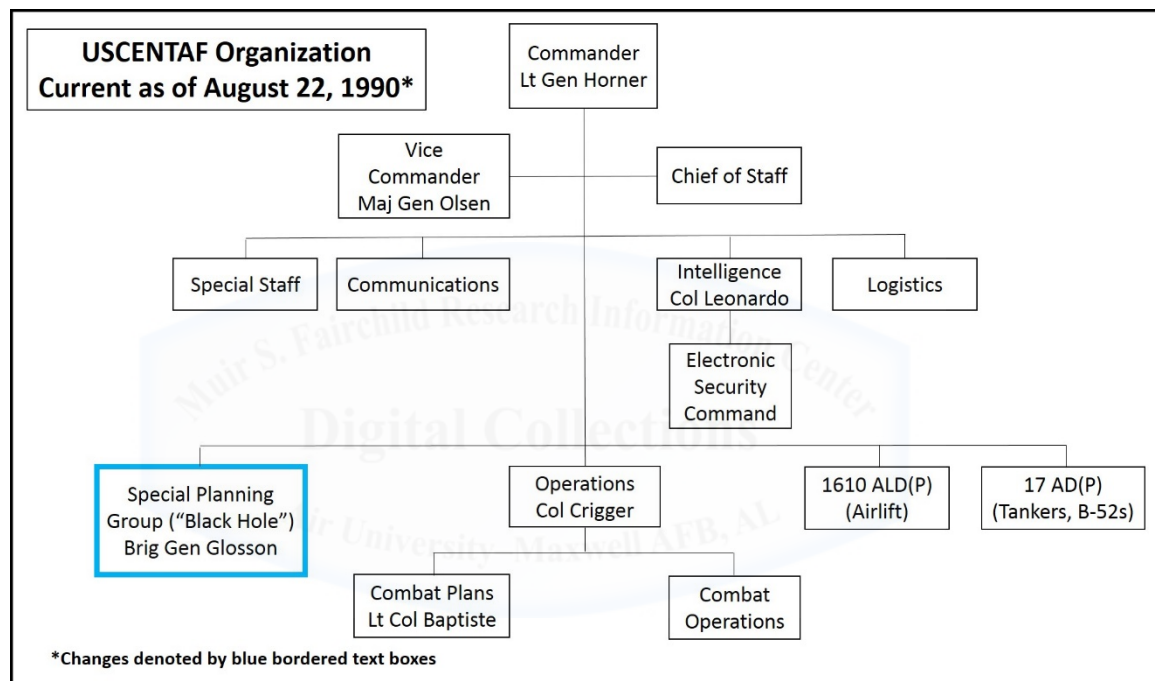 USCENTAF Organization
Current as of August 22, 1990*
Commander
Lt Gen Horner
Vice
Commander
Maj Gen Olsen
Chief of Staff
Special Staff
Communications
Intelligence
Col Leonardo
Logistics
Electronic
Security
Command
Muir S. Fairchild Research Information Center
Digital Collections
Air University-Maxwell AFB, AL
Special Planning
Group (“Black Hole”)
Brig Gen Glosson
Operations
Col Crigger
1610 ALD(P)
(Airlift)
17 AD(P)
(Tankers, B-52s)
Combat Plans
Lt Col Baptiste
Combat
Operations
*Changes denoted by blue bordered text boxes